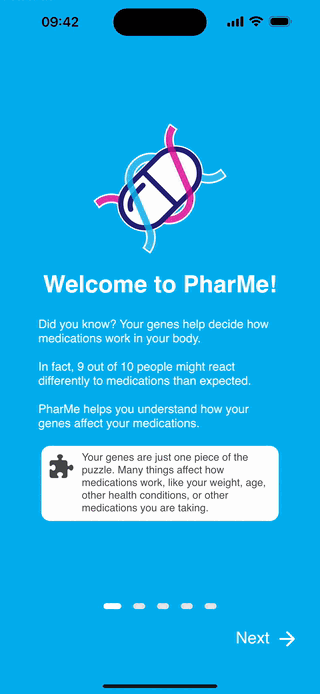 09:42
Welcome to PharMe!
Did you know? Your genes help decide how
medications work in your body.
In fact, 9 out of 10 people might react
differently to medications than expected.
PharMe helps you understand how your
genes affect your medications.
Your genes are just one piece of the
puzzle. Many things affect how
medications work, like your weight, age,
other health conditions, or other
medications you are taking.
Next